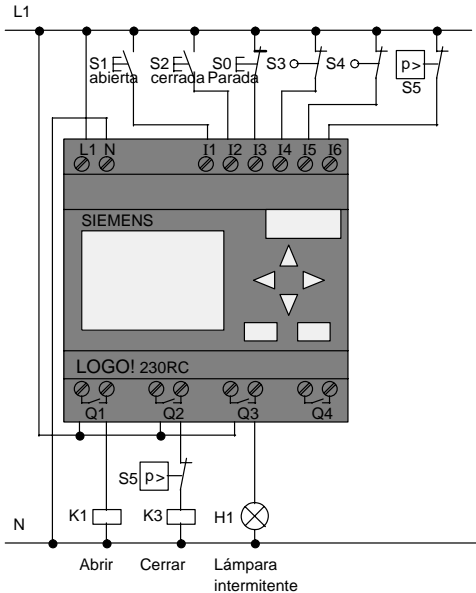 L1
S1 S2 S0 S3 S4 p>
abierta cerrada Parada S5
L1 N I1 I2 I3 I4 I5 I6
SIEMENS
LOGO! 230RC
Q1 Q2 Q3 Q4
S5 p>
K1 K3 H1
N
Abrir Cerrar Lámpara
intermitente